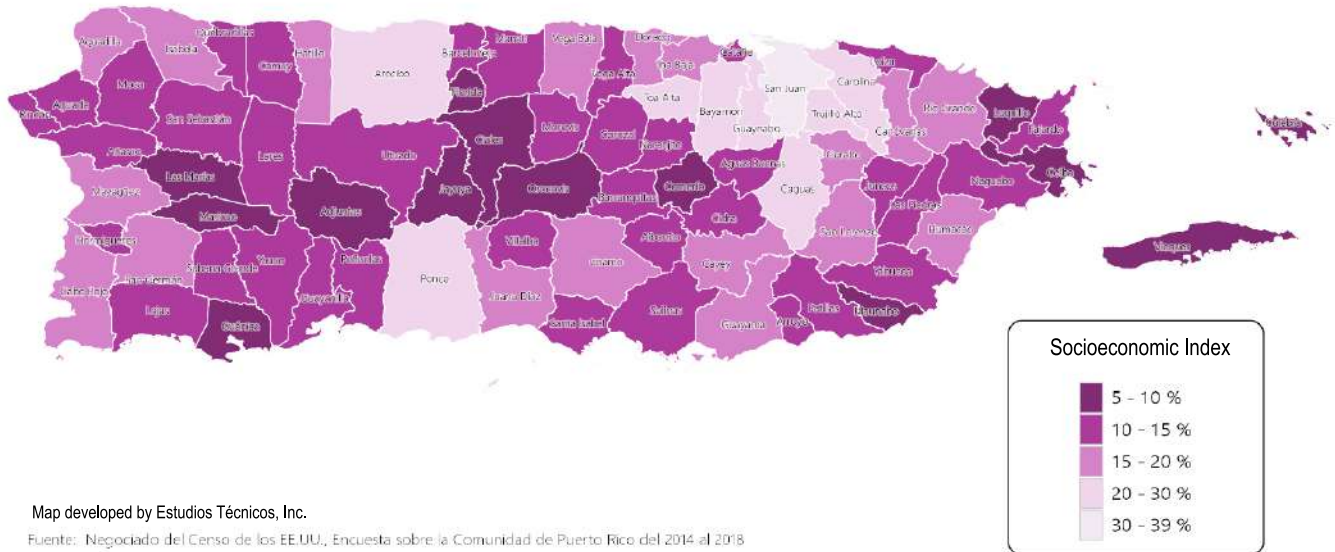 Aguadilla
Isabela
Quebradillas
Camuy
Hatillo
Arecibo
Barceloneta
Manatí
Vega Baja
Vega Alta
Dorado
Toa Baja
Cataño
San Juan
Carolina
Loíza
Rincón
Aguada
Moca
San Sebastián
Lares
Florida
Toa Alta
Bayamón
Guaynabo
Trujillo Alto
Canóvanas
Río Grande
Luquillo
Fajardo
Culebra
Añasco
Utuado
Ciales
Morovis
Corozal
Naranjito
Aguas Buenas
Gurabo
Mayagüez
Las Marías
Jayuya
Orocovis
Barranquitas
Comerío
Caguas
Juncos
Las Piedras
Naguabo
Ceiba
Maricao
Adjuntas
Cidra
San Lorenzo
Humacao
Vieques
Hormigueros
San Germán
Sabana Grande
Yauco
Guayanilla
Peñuelas
Ponce
Villalba
Juana Díaz
Coamo
Aibonito
Cayey
Yabucoa
Cabo Rojo
Lajas
Guánica
Santa Isabel
Salinas
Guayama
Arroyo
Patillas
Maunabo
Socioeconomic Index
5 - 10 %
10 - 15 %
15 - 20 %
20 - 30 %
30 - 39 %
Map developed by Estudios Técnicos, Inc.
Fuente: Negociado del Censo de los EE.UU., Encuesta sobre la Comunidad de Puerto Rico del 2014 al 2018